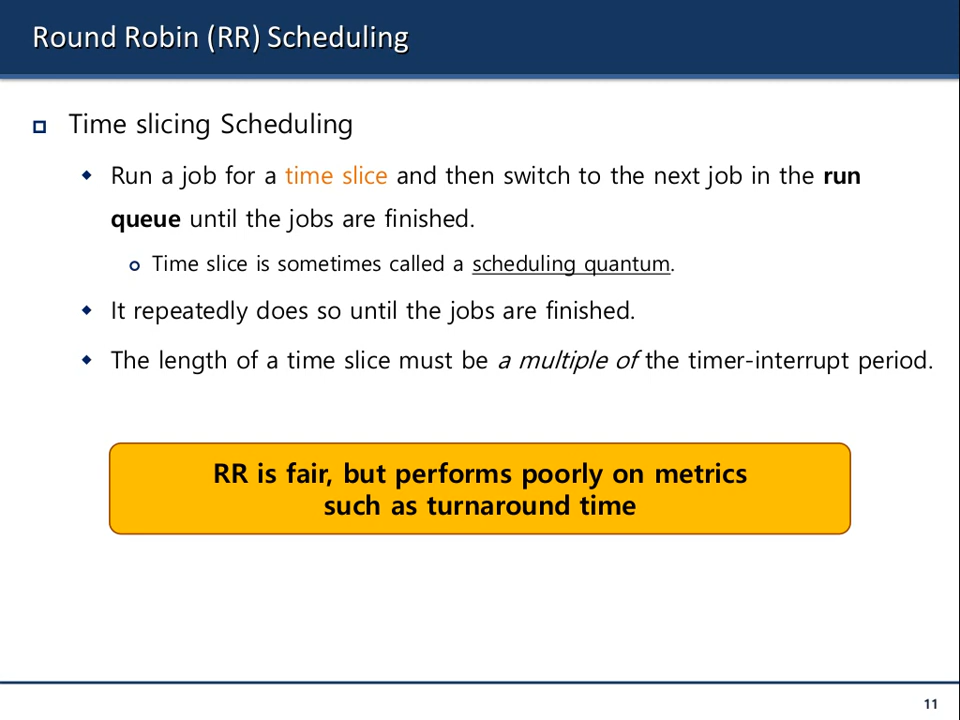 Round Robin (RR) Scheduling
Time slicing Scheduling
Run a job for a time slice and then switch to the next job in the run
queue until the jobs are finished.
Time slice is sometimes called a scheduling quantum.
It repeatedly does so until the jobs are finished.
The length of a time slice must be a multiple of the timer-interrupt period.
RR is fair, but performs poorly on metrics
such as turnaround time
11